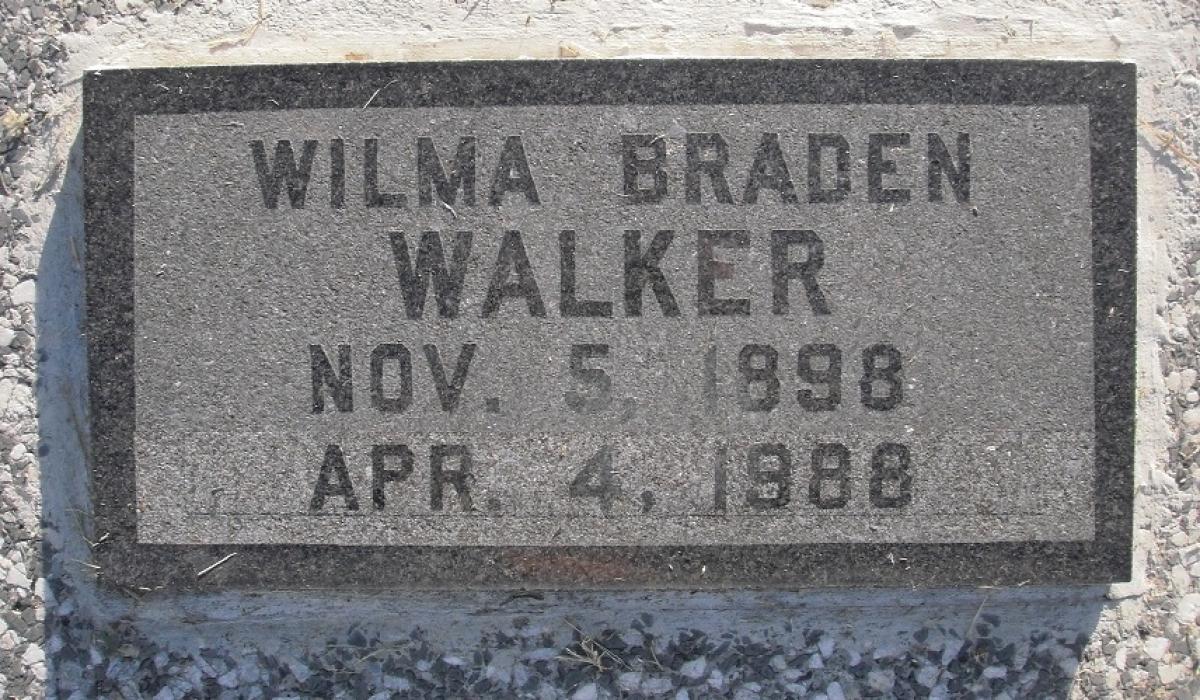 WILMA BRADEN
WALKER
NOV. 5, 1898
APR. 4, 1988